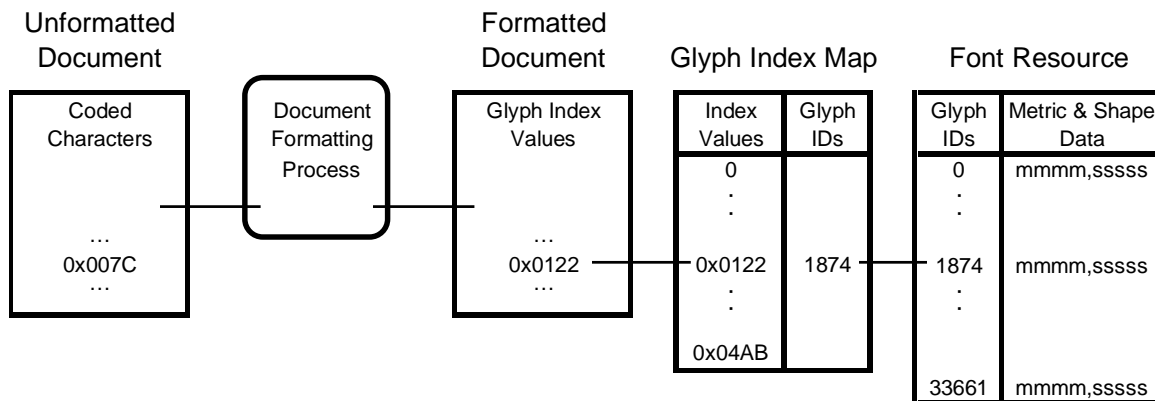 Unformatted
Document
Formatted
Document
Glyph Index Map
Font Resource
Coded
Characters
...
0x007C
...
Document
Formatting
Process
Glyph Index
Values
...
0x0122
...
Index
Values
Glyph
IDs
0
.
.
0x0122
1874
.
.
0x04AB
Glyph
IDs
Metric & Shape
Data
0
mmmm,sssss
.
.
1874
mmmm,sssss
.
.
33661
mmmm,sssss